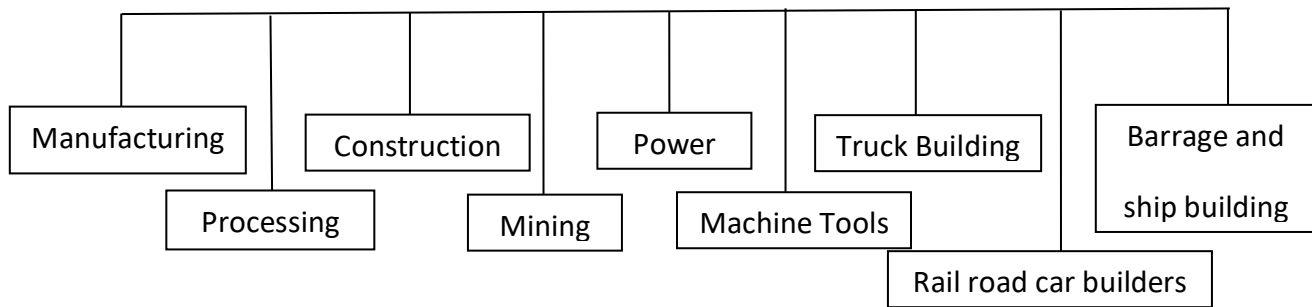 Manufacturing
Processing
Construction
Mining
Power
Machine Tools
Truck Building
Rail road car builders
Barrage and
ship building